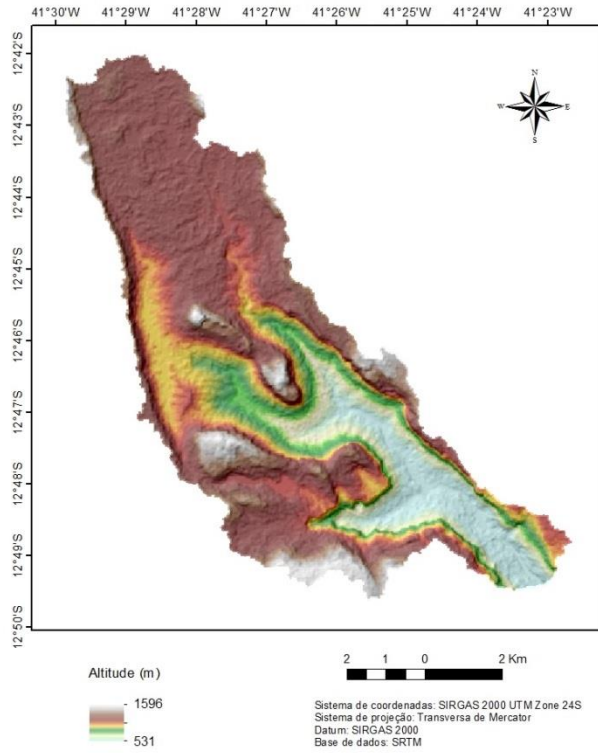 41°30'W 41°29'W 41°28'W 41°27'W 41°26'W 41°25'W 41°24'W 41°23'W
12°42'S
12°43'S
12°44'S
12°45'S
12°46'S
12°47'S
12°48'S
12°49'S
12°50'S
N
W E
S
Altitude (m)
1596
531
2 1 0 2 Km
Sistema de coordenadas: SIRGAS 2000 UTM Zone 24S
Sistema de projeção: Transversa de Mercator
Datum: SIRGAS 2000
Base de dados: SRTM